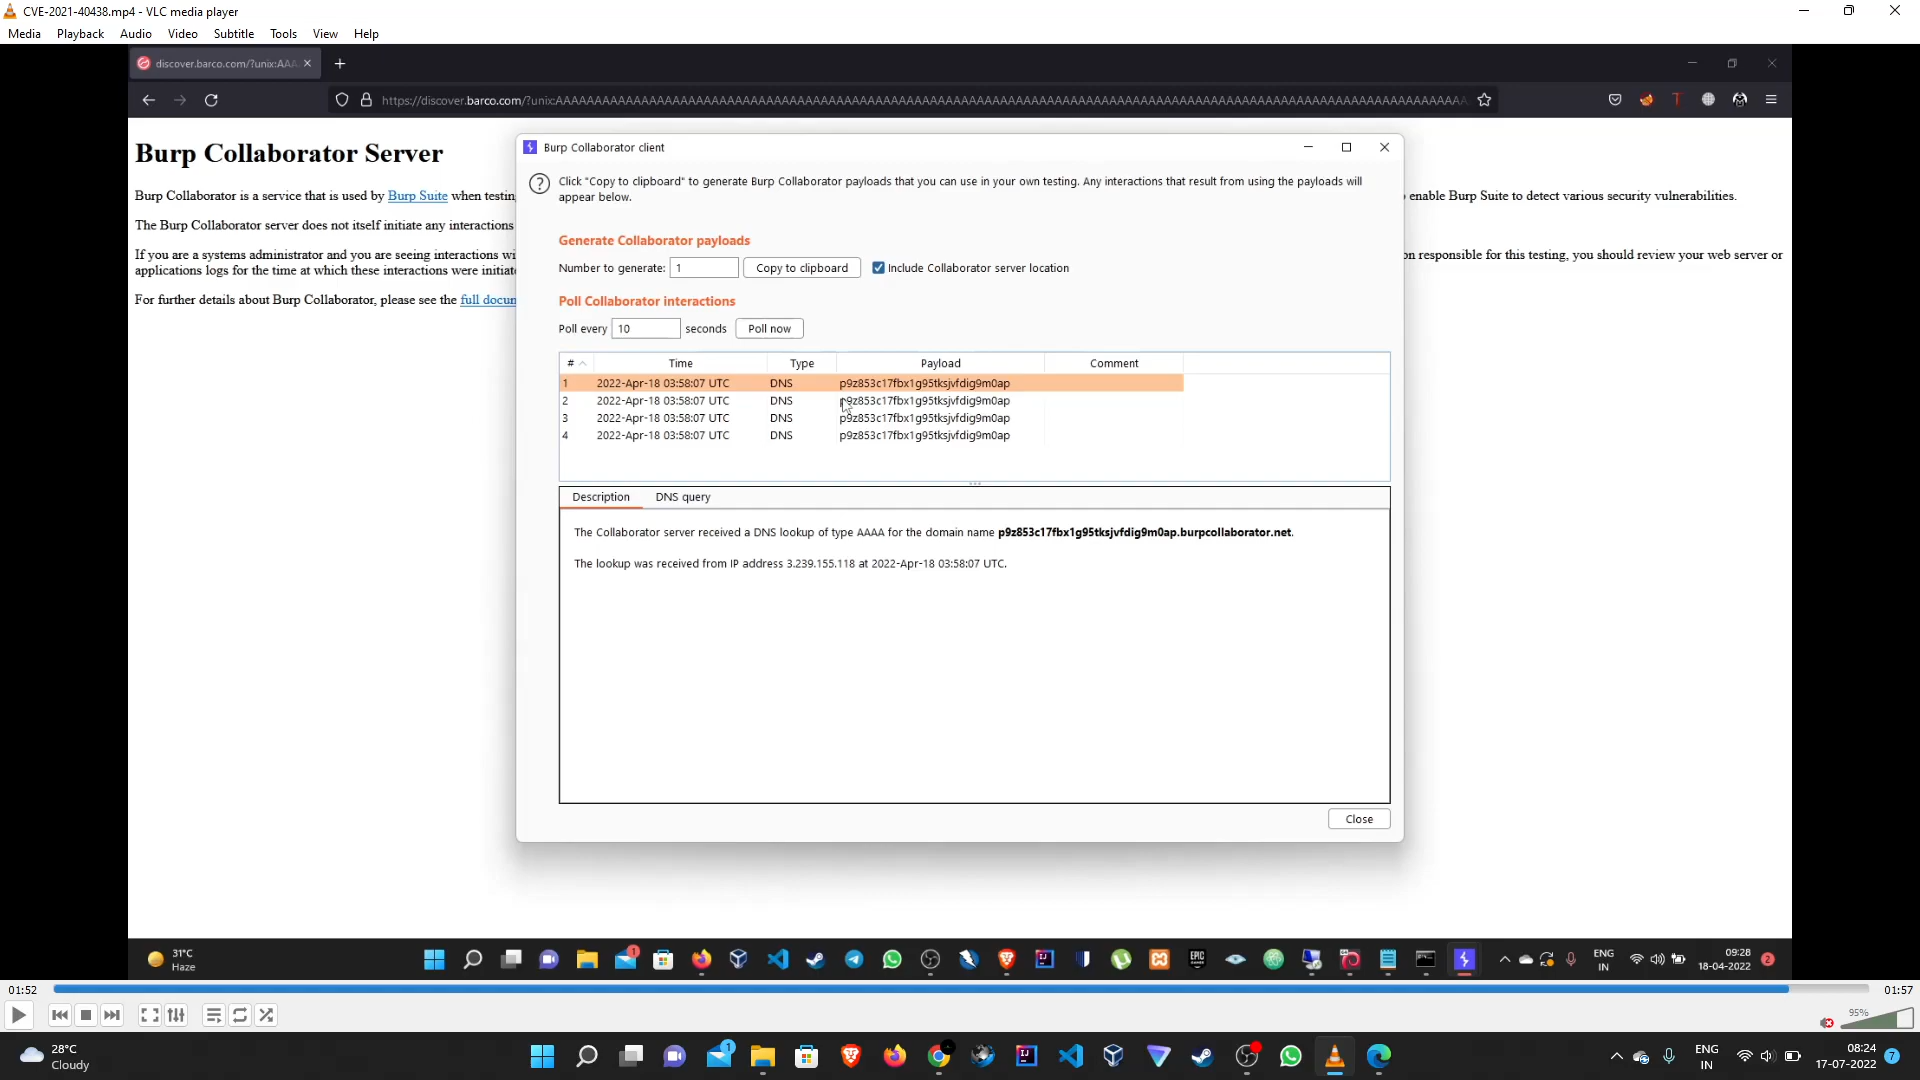 CVE-2021-40438.mp4 - VLC media player
Media Playback Audio Video Subtitle Tools View Help
discover.barco.com/?unix:AAA
Burp Collaborator Server
Burp Collaborator is a service that is used by Burp Suite when testin
enable Burp Suite to detect various security vulnerabilities.
The Burp Collaborator server does not itself initiate any interactions
If you are a systems administrator and you are seeing interactions wi
on responsible for this testing, you should review your web server or
applications logs for the time at which these interactions were initiate
For further details about Burp Collaborator, please see the full docun
Burp Collaborator client
Click "Copy to clipboard" to generate Burp Collaborator payloads that you can use in your own testing. Any interactions that result from using the payloads will
appear below.
Generate Collaborator payloads
Number to generate: 1 Copy to clipboard Include Collaborator server location
Poll Collaborator interactions
Poll every 10 seconds Poll now
# Time Type Payload Comment
1 2022-Apr-18 03:58:07 UTC DNS p9z853c17fbx1g95tksjvfdig9m0ap
2 2022-Apr-18 03:58:07 UTC DNS p9z853c17fbx1g95tksjvfdig9m0ap
3 2022-Apr-18 03:58:07 UTC DNS p9z853c17fbx1g95tksjvfdig9m0ap
4 2022-Apr-18 03:58:07 UTC DNS p9z853c17fbx1g95tksjvfdig9m0ap
Description DNS query
The Collaborator server received a DNS lookup of type AAAA for the domain name p9z853c17fbx1g95tksjvfdig9m0ap.burpcollaborator.net.
The lookup was received from IP address 3.239.155.118 at 2022-Apr-18 03:58:07 UTC.
Close
31°C
Haze
ENG
IN
09:28
18-04-2022
2
01:52
01:57
95%
28°C
Cloudy
ENG
IN
08:24
17-07-2022
7